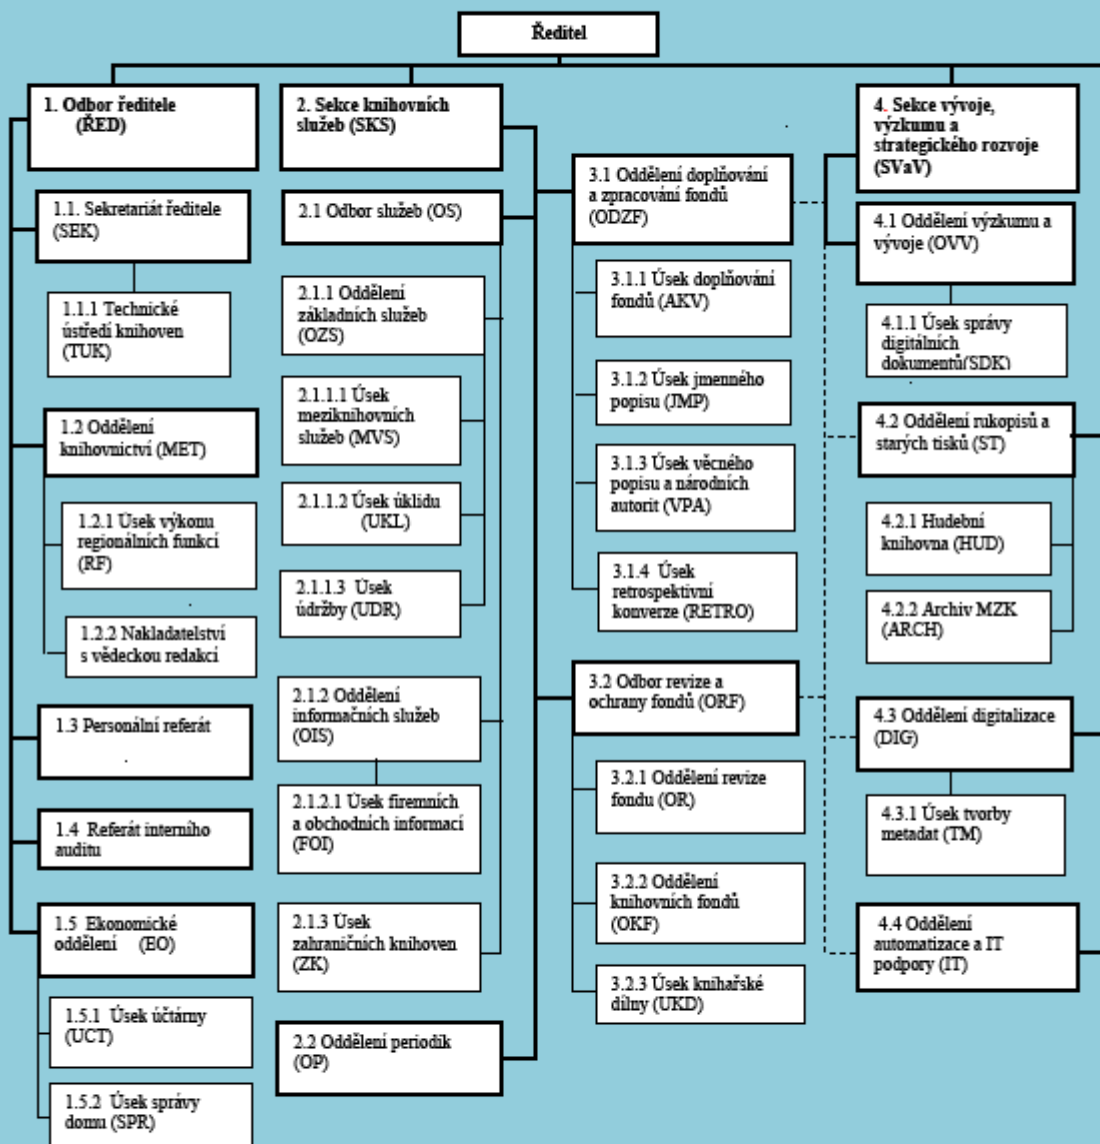 Ředitel
1. Odbor ředitele
(ŘED)
1.1. Sekretariát ředitele
(SEK)
1.1.1 Technické
ústředí knihoven
(TUK)
1.2 Oddělení
knihovnictví (MET)
1.2.1 Úsek výkonu
regionálních funkcí
(RF)
1.2.2 Nakladatelství
s vědeckou redakcí
1.3 Personální referát
1.4 Referát interního
auditu
1.5 Ekonomické
oddělení (EO)
1.5.1 Úsek účtárny
(UCT)
1.5.2 Úsek správy
domu (SPR)
2. Sekce knihovních
služeb (SKS)
2.1 Odbor služeb (OS)
2.1.1 Oddělení
základních služeb
(OZS)
2.1.1.1 Úsek
meziknihovních
služeb (MVS)
2.1.1.2 Úsek úklidu
(UKL)
2.1.1.3 Úsek
údržby (UDR)
2.1.2 Oddělení
informačních služeb
(OIS)
2.1.2.1 Úsek firemních
a obchodních informací
(FOI)
2.1.3 Úsek
zahraničních knihoven
(ZK)
2.2 Oddělení periodik
(OP)
3.1 Oddělení doplňování
a zpracování fondů
(ODZF)
3.1.1 Úsek doplňování
fondů (AKV)
3.1.2 Úsek jmenného
popisu (JMP)
3.1.3 Úsek věcného
popisu a národních
autorit (VPA)
3.1.4 Úsek
retrospektivní
konverze (RETRO)
3.2 Odbor revize a
ochrany fondů (ORF)
3.2.1 Oddělení revize
fondu (OR)
3.2.2 Oddělení
knihovních fondů
(OKF)
3.2.3 Úsek knihařské
dílny (UKD)
4. Sekce vývoje,
výzkumu a
strategického rozvoje
(SVaV)
4.1 Oddělení výzkumu a
vývoje (OVV)
4.1.1 Úsek správy
digitálních
dokumentů(SDK)
4.2 Oddělení rukopisů a
starých tisků (ST)
4.2.1 Hudební
knihovna (HUD)
4.2.2 Archiv MZK
(ARCH)
4.3 Oddělení digitalizace
(DIG)
4.3.1 Úsek tvorby
metadat (TM)
4.4 Oddělení
automatizace a IT
podpory (IT)